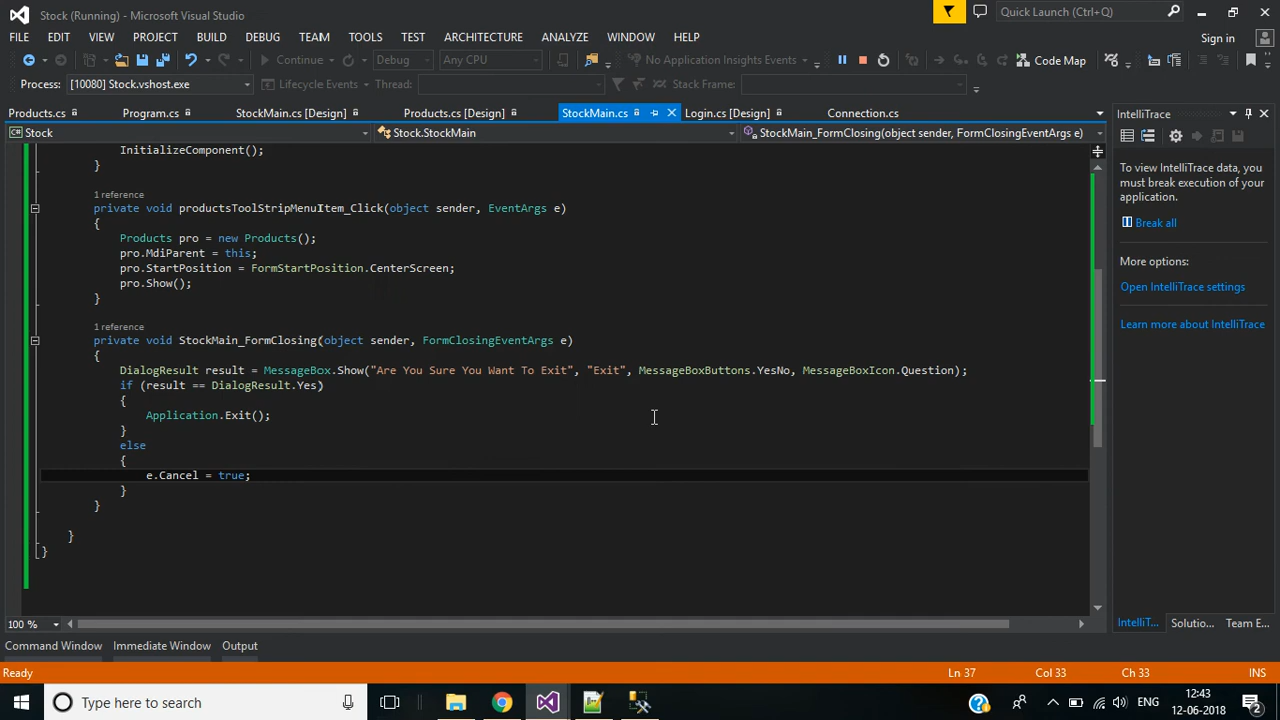 Stock (Running) - Microsoft Visual Studio
Quick Launch (Ctrl+Q)
FILE EDIT VIEW PROJECT BUILD DEBUG TEAM TOOLS TEST ARCHITECTURE ANALYZE WINDOW HELP
Sign in
Continue Debug Any CPU No Application Insights Events Code Map
Process: [10080] Stock.vshost.exe Lifecycle Events Thread: Stack Frame:
Products.cs Program.cs StockMain.cs [Design] Products.cs [Design] StockMain.cs Login.cs [Design] Connection.cs
C# Stock Stock.StockMain StockMain_FormClosing(object sender, FormClosingEventArgs e)
InitializeComponent();
}
1 reference
private void productsToolStripMenuItem_Click(object sender, EventArgs e)
{
Products pro = new Products();
pro.MdiParent = this;
pro.StartPosition = FormStartPosition.CenterScreen;
pro.Show();
}
1 reference
private void StockMain_FormClosing(object sender, FormClosingEventArgs e)
{
DialogResult result = MessageBox.Show("Are You Sure You Want To Exit", "Exit", MessageBoxButtons.YesNo, MessageBoxIcon.Question);
if (result == DialogResult.Yes)
{
Application.Exit();
}
else
{
e.Cancel = true;
}
}
}
}
100 %
IntelliTrace
To view IntelliTrace data, you must break execution of your application.
Break all
More options:
Open IntelliTrace settings
Learn more about IntelliTrace
IntelliT... Solutio... Team E...
Command Window Immediate Window Output
Ready Ln 37 Col 33 Ch 33 INS
Type here to search
ENG
12:43
12-06-2018
2